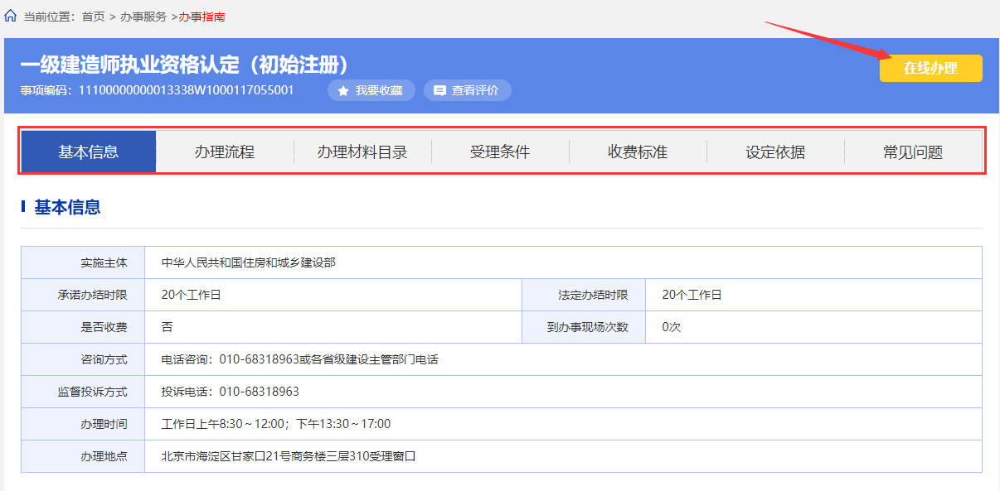 当前位置：首页 > 办事服务 >办事指南
一级建造师执业资格认定（初始注册）
在线办理
事项编码：11100000000013338W1000117055001 我要收藏 查看评价
基本信息 办理流程 办理材料目录 受理条件 收费标准 设定依据 常见问题
基本信息
实施主体 中华人民共和国住房和城乡建设部
承诺办结时限 20个工作日 法定办结时限 20个工作日
是否收费 否 到办事现场次数 0次
咨询方式 电话咨询：010-68318963或各省级建设主管部门电话
监督投诉方式 投诉电话：010-68318963
办理时间 工作日上午8:30～12:00；下午13:30～17:00
办理地点 北京市海淀区甘家口21号商务楼三层310受理窗口